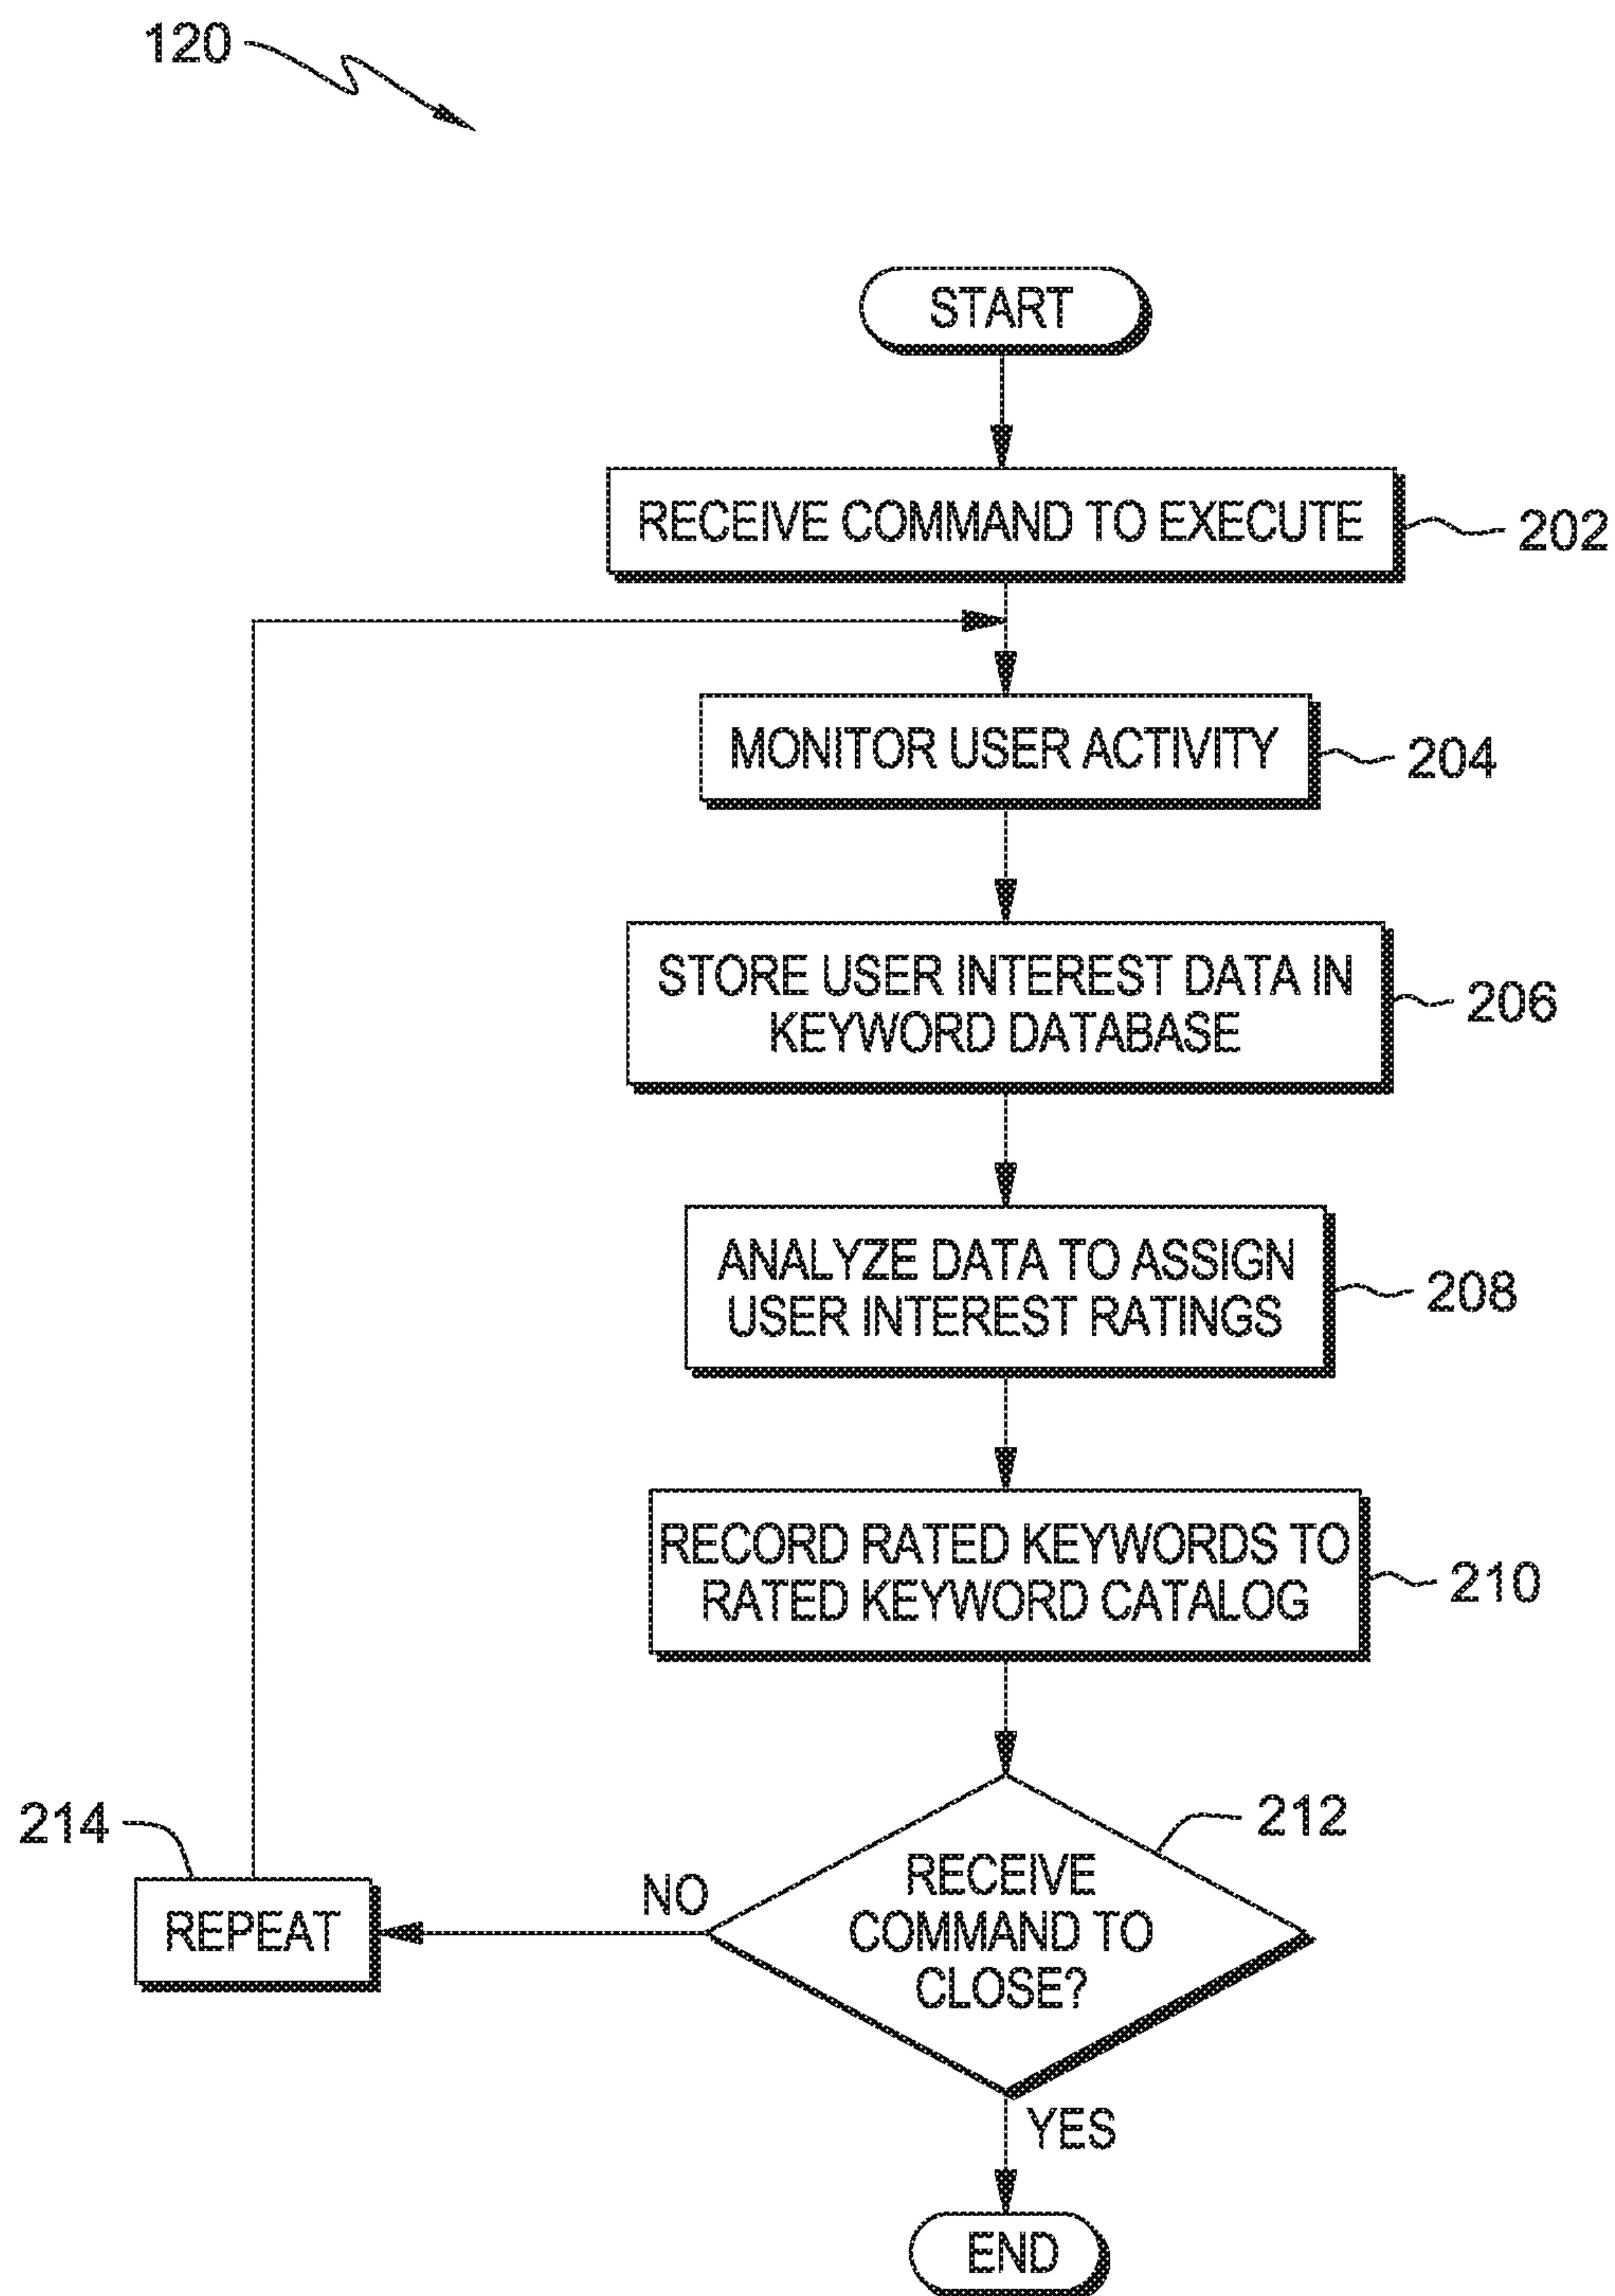 120
START
RECEIVE COMMAND TO EXECUTE
202
MONITOR USER ACTIVITY
204
STORE USER INTEREST DATA IN
KEYWORD DATABASE
206
ANALYZE DATA TO ASSIGN
USER INTEREST RATINGS
208
RECORD RATED KEYWORDS TO
RATED KEYWORD CATALOG
210
212
RECEIVE
COMMAND TO
CLOSE?
NO
214
REPEAT
YES
END